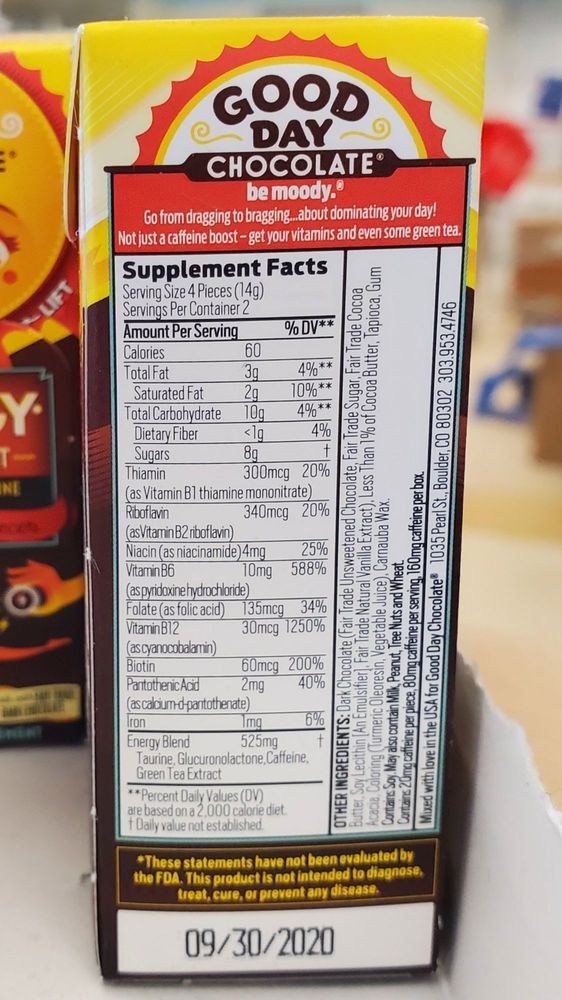 GOOD
DAY
CHOCOLATE®
be moody.®
Go from dragging to bragging...about dominating your day!
Not just a caffeine boost – get your vitamins and even some green tea.
Supplement Facts
Serving Size 4 Pieces (14g)
Servings Per Container 2
Amount Per Serving % DV**
Calories 60
Total Fat 3g 4%**
Saturated Fat 2g 10%**
Total Carbohydrate 10g 4%**
Dietary Fiber <1g 4%
Sugars 8g †
Thiamin 300mcg 20%
(as Vitamin B1 thiamine mononitrate)
Riboflavin 340mcg 20%
(as Vitamin B2 riboflavin)
Niacin (as niacinamide) 4mg 25%
Vitamin B6 10mg 588%
(as pyridoxine hydrochloride)
Folate (as folic acid) 135mcg 34%
Vitamin B12 30mcg 1250%
(as cyanocobalamin)
Biotin 60mcg 200%
Pantothenic Acid 2mg 40%
(as calcium-d-pantothenate)
Iron 1mg 6%
Energy Blend 525mg †
Taurine, Glucuronolactone, Caffeine,
Green Tea Extract
**Percent Daily Values (DV)
are based on a 2,000 calorie diet.
† Daily value not established.
OTHER INGREDIENTS: Dark Chocolate (Fair Trade Unsweetened Chocolate, Fair Trade Sugar, Fair Trade Cocoa
Butter, Soy Lecithin [An Emulsifier], Fair Trade Natural Vanilla Extract), Less Than 1% of Cocoa Butter, Tapioca, Gum
Acacia, Coloring (Turmeric Oleoresin, Vegetable Juice), Carnauba Wax.
Contains Soy. May also contain Milk, Peanut, Tree Nuts and Wheat.
Contains 20mg caffeine per piece, 80mg caffeine per serving, 160mg caffeine per box.
Mixed with love in the USA for Good Day Chocolate® 1035 Pearl St., Boulder, CO 80302 303.953.4746
*These statements have not been evaluated by
the FDA. This product is not intended to diagnose,
treat, cure, or prevent any disease.
09/30/2020
LIFT